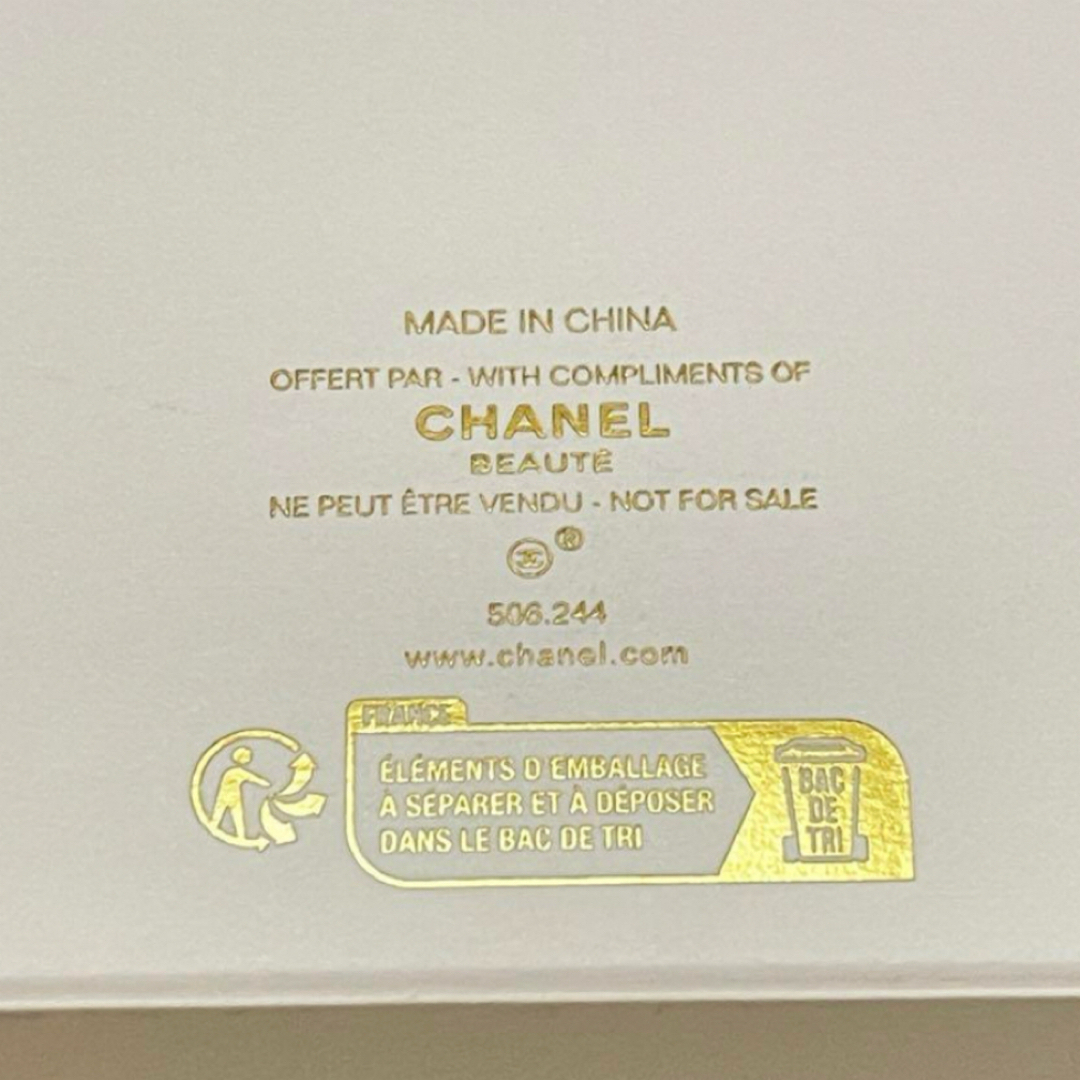 MADE IN CHINA
OFFERT PAR - WITH COMPLIMENTS OF
CHANEL
BEAUTÉ
NE PEUT ÊTRE VENDU - NOT FOR SALE
®
506.244
www.chanel.com
FRANCE
ÉLÉMENTS D'EMBALLAGE
À SÉPARER ET À DÉPOSER
DANS LE BAC DE TRI
BAC
DE
TRI